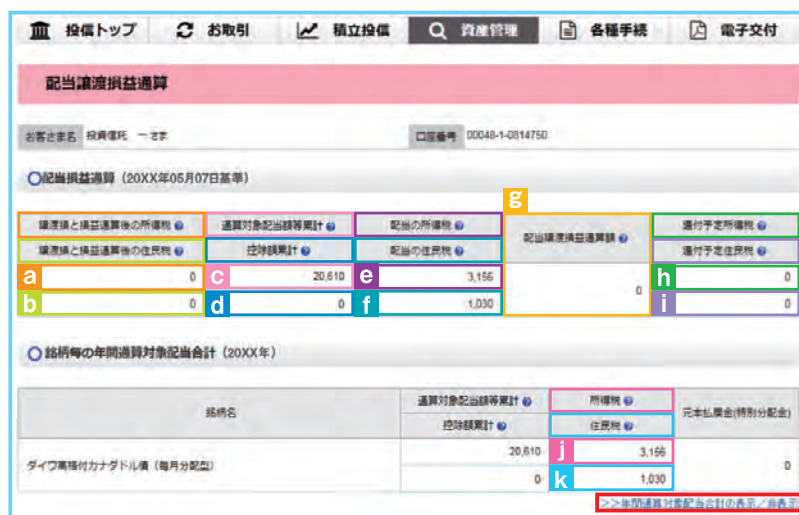 投信トップ お取引 積立投信 資産管理 各種手続 電子交付
配当譲渡損益通算
お客さま名 投資信託 一さま 口座番号 00048-1-0814750
配当損益通算（20XX年05月07日基準）
g
譲渡損と損益通算後の所得税 通算対象配当額等累計 配当の所得税 配当譲渡損益通算額 還付予定所得税
譲渡損と損益通算後の住民税 控除額累計 配当の住民税 還付予定住民税
a 0 c 20,610 e 3,156 0 h 0
b 0 d 0 f 1,030 i 0
銘柄毎の年間通算対象配当合計（20XX年）
銘柄名 通算対象配当額等累計 所得税 元本払戻金(特別分配金)
控除額累計 住民税
ダイワ高格付カナダドル債（毎月分配型） 20,610 j 3,156 0
0 k 1,030
>>年間通算対象配当合計の表示／非表示